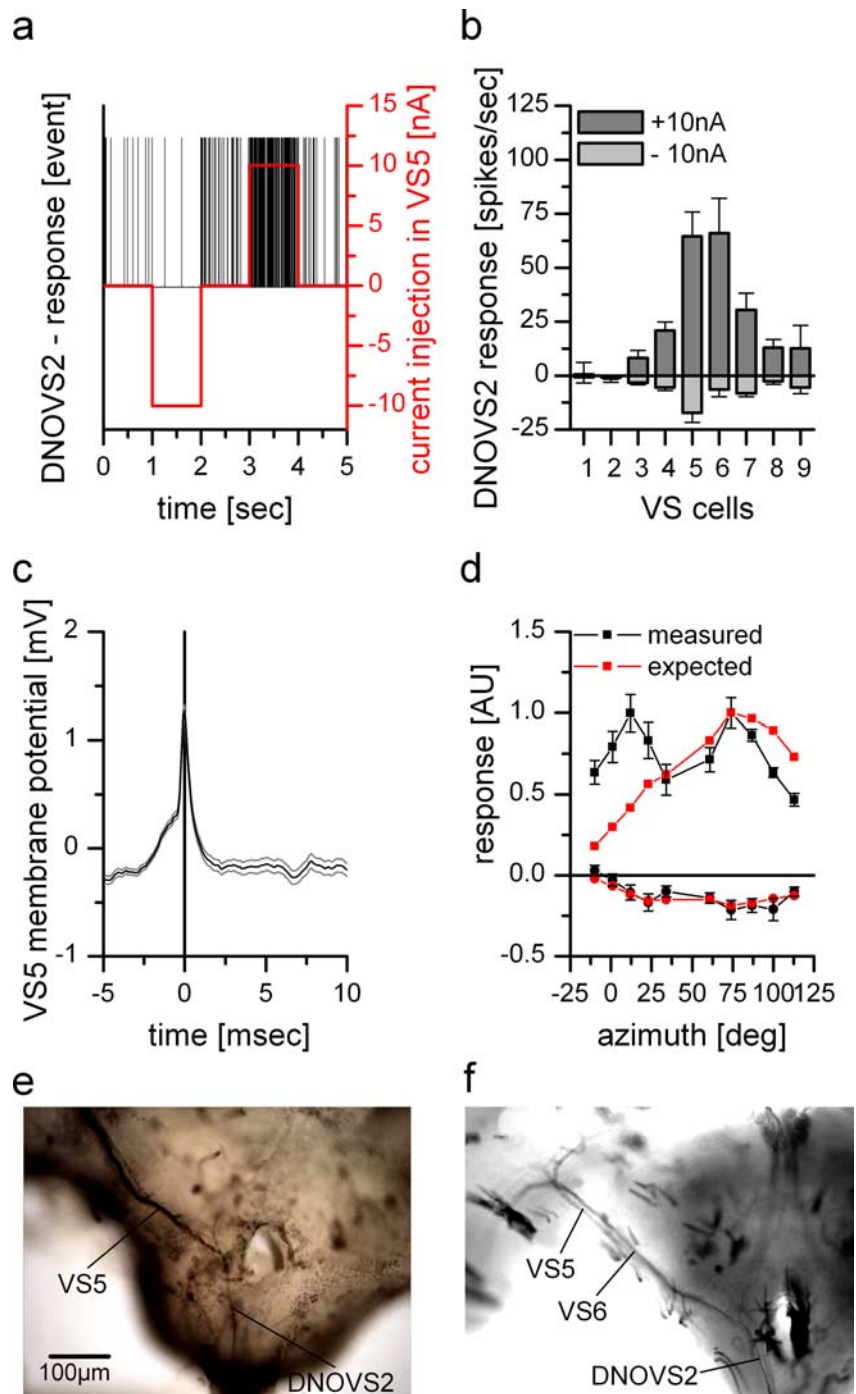 a
DNOVS2 - response [event]
15
10
5
0
-5
-10
current injection in VS5 [nA]
0 1 2 3 4 5
time [sec]
b
DNOVS2 response [spikes/sec]
125
100
75
50
25
0
-25
+10nA
- 10nA
1 2 3 4 5 6 7 8 9
VS cells
c
VS5 membrane potential [mV]
2
1
0
-1
-5 0 5 10
time [msec]
d
response [AU]
1.5
1.0
0.5
0.0
-0.5
measured
expected
-25 0 25 50 75 100 125
azimuth [deg]
e
VS5
100µm
DNOVS2
f
VS5
VS6
DNOVS2